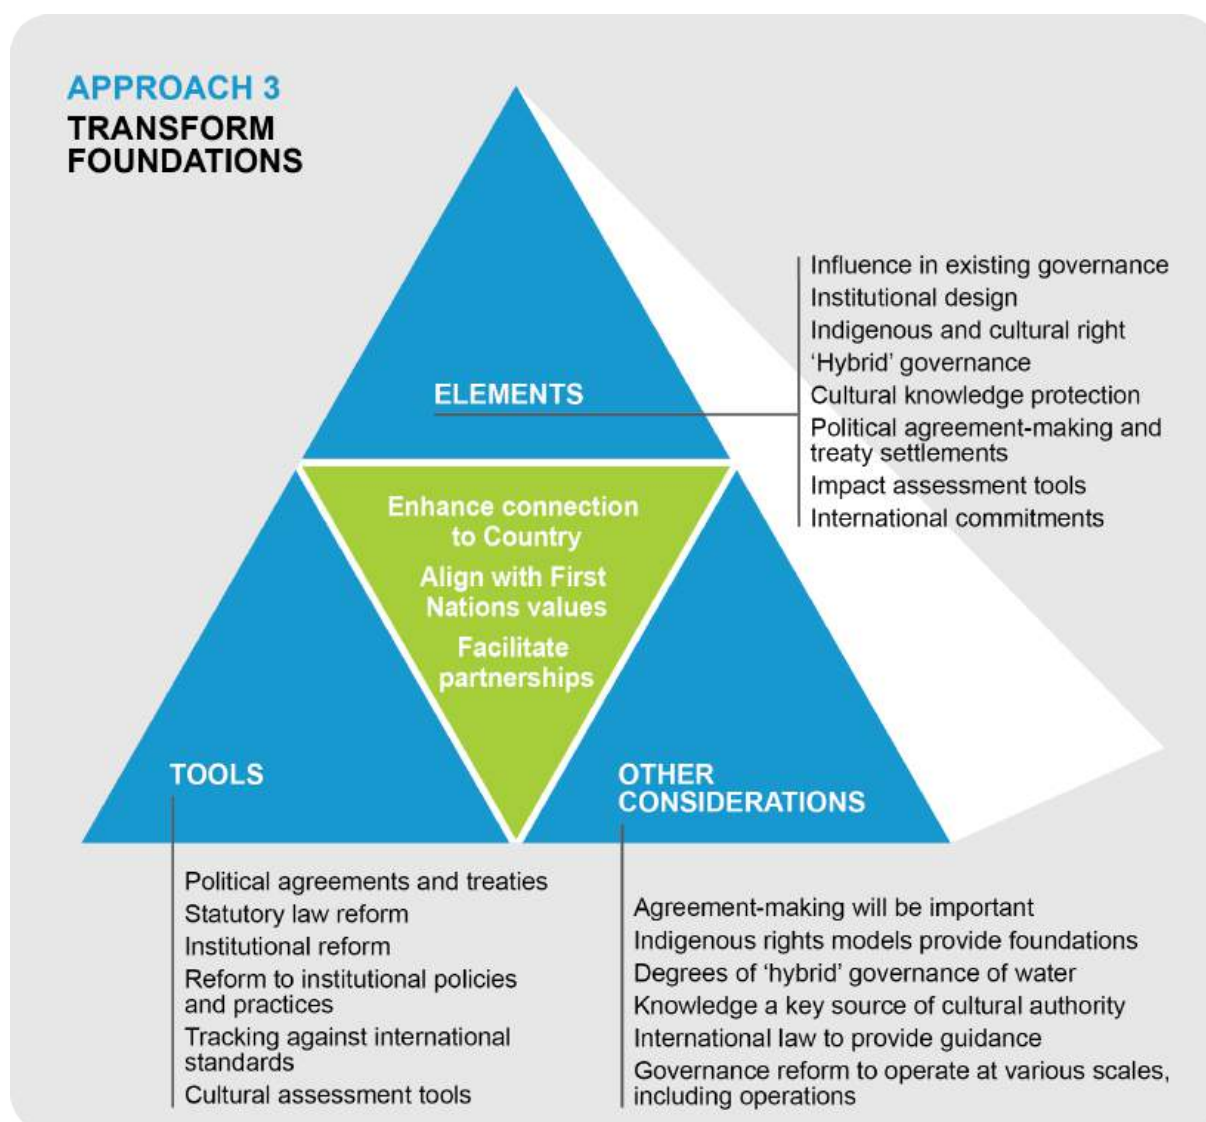 APPROACH 3
TRANSFORM
FOUNDATIONS
ELEMENTS
Influence in existing governance
Institutional design
Indigenous and cultural right
‘Hybrid’ governance
Cultural knowledge protection
Political agreement-making and
treaty settlements
Impact assessment tools
International commitments
Enhance connection
to Country
Align with First
Nations values
Facilitate
partnerships
TOOLS
Political agreements and treaties
Statutory law reform
Institutional reform
Reform to institutional policies
and practices
Tracking against international
standards
Cultural assessment tools
OTHER
CONSIDERATIONS
Agreement-making will be important
Indigenous rights models provide foundations
Degrees of ‘hybrid’ governance of water
Knowledge a key source of cultural authority
International law to provide guidance
Governance reform to operate at various scales,
including operations